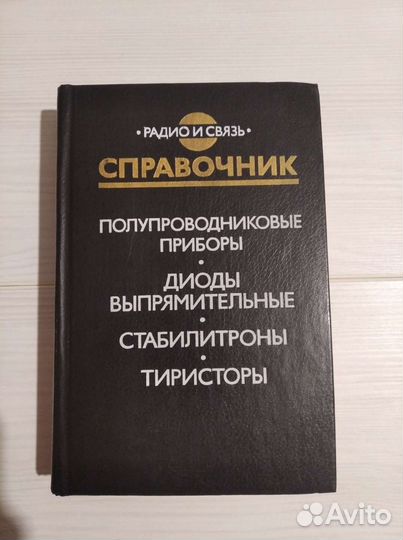 • РАДИО И СВЯЗЬ •
СПРАВОЧНИК
ПОЛУПРОВОДНИКОВЫЕ
ПРИБОРЫ
•
ДИОДЫ
ВЫПРЯМИТЕЛЬНЫЕ
•
СТАБИЛИТРОНЫ
•
ТИРИСТОРЫ
Avito